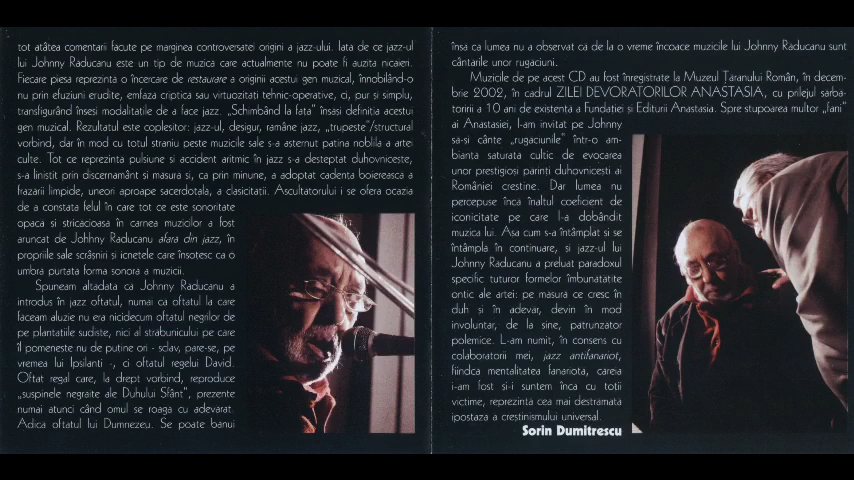 tot atâtea comentarii facute pe marginea controversatei origini a jazz-ului. Iata de ce jazz-ul
lui Johnny Raducanu este un tip de muzica care actualmente nu poate fi auzita nicaieri.
Fiecare piesa reprezinta o încercare de restaurare a originii acestui gen muzical, înnobilând-o
nu prin efuziuni erudite, emfaza criptica sau virtuozitati tehnic-operative, ci, pur si simplu,
transfigurând însesi modalitatile de a face jazz. „Schimbând la fata" însasi definitia acestui
gen muzical. Rezultatul este coplesitor: jazz-ul, desigur, ramâne jazz, „trupeste"/structural
vorbind, dar în mod cu totul straniu peste muzicile sale s-a asternut patina nobila a artei
culte. Tot ce reprezinta pulsiune si accident aritmic în jazz s-a desteptat duhovniceste,
s-a linistit prin discernamânt si masura si, ca prin minune, a adoptat cadenta boiereasca a
frazarii limpide, uneori aproape sacerdotala, a clasicitatii. Ascultatorului i se ofera ocazia
de a constata felul în care tot ce este sonoritate
opaca si stricacioasa în carnea muzicilor a fost
aruncat de Johhny Raducanu afara din jazz, în
propriile sale scrâsniri si icnetele care însotesc ca o
umbra purtata forma sonora a muzicii.
Spuneam altadata ca Johnny Raducanu a
introdus în jazz oftatul, numai ca oftatul la care
faceam aluzie nu era nicidecum oftatul negrilor de
pe plantatiile sudiste, nici al strabunicului pe care
îl pomeneste nu de putine ori - sclav, pare-se, pe
vremea lui Ipsilanti -, ci oftatul regelui David.
Oftat regal care, la drept vorbind, reproduce
„suspinele negraite ale Duhului Sfânt", prezente
numai atunci când omul se roaga cu adevarat.
Adica oftatul lui Dumnezeu. Se poate banui
însa ca lumea nu a observat ca de la o vreme încoace muzicile lui Johnny Raducanu sunt
cântarile unor rugaciuni.
Muzicile de pe acest CD au fost înregistrate la Muzeul Taranului Român, în decem-
brie 2002, în cadrul ZILEI DEVORATORILOR ANASTASIA, cu prilejul sarba-
toririi a 10 ani de existenta a Fundatiei si Editurii Anastasia. Spre stupoarea multor „fani"
ai Anastasiei, l-am invitat pe Johnny
sa-si cânte „rugaciunile" într-o am-
bianta saturata cultic de evocarea
unor prestigiosi parinti duhovnicesti ai
României crestine. Dar lumea nu
percepuse înca înaltul coeficient de
iconicitate pe care l-a dobândit
muzica lui. Asa cum s-a întâmplat si se
întâmpla în continuare, si jazz-ul lui
Johnny Raducanu a preluat paradoxul
specific tuturor formelor îmbunatatite
ontic ale artei: pe masura ce cresc în
duh si în adevar, devin în mod
involuntar, de la sine, patrunzator
polemice. L-am numit, în consens cu
colaboratorii mei, jazz antifanariot,
fiindca mentalitatea fanariota, careia
i-am fost si-i suntem înca cu totii
victime, reprezinta cea mai destramata
ipostaza a creştinismului universal.
Sorin Dumitrescu